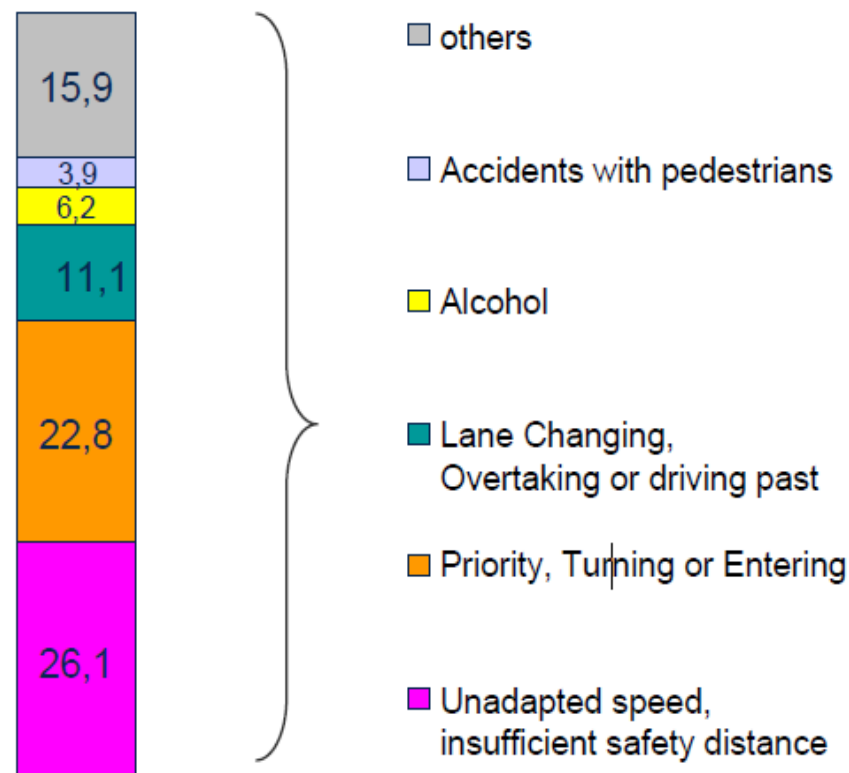 15,9
3,9
6,2
11,1
22,8
26,1
others
Accidents with pedestrians
Alcohol
Lane Changing,
Overtaking or driving past
Priority, Turning or Entering
Unadapted speed,
insufficient safety distance